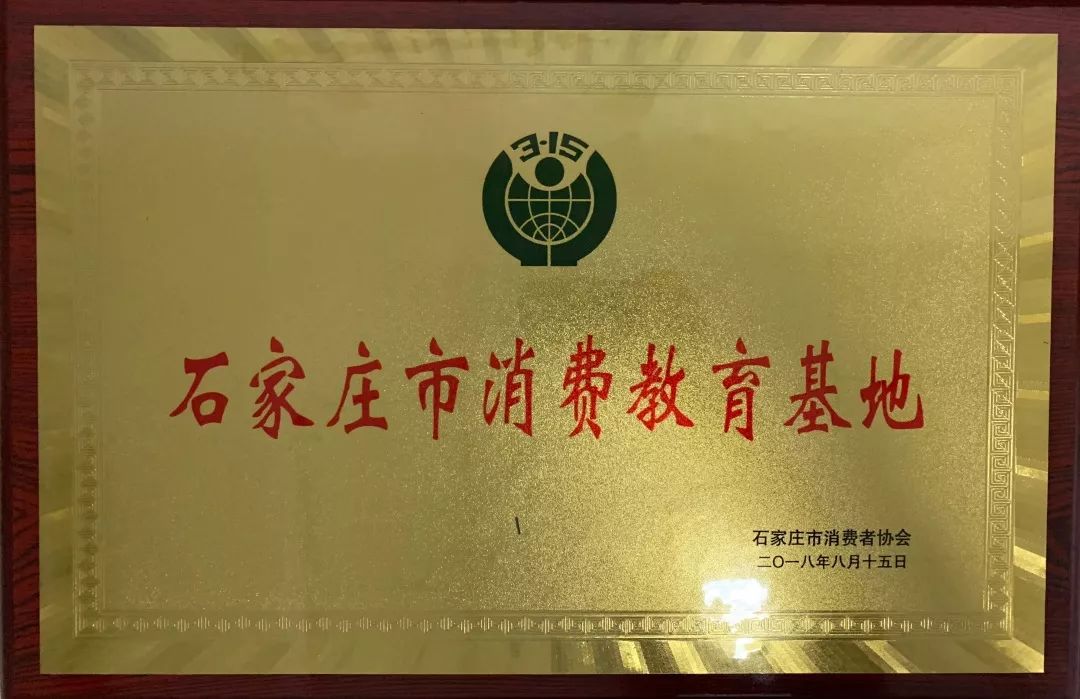 3·15
石家庄市消费教育基地
石家庄市消费者协会
二〇一八年八月十五日